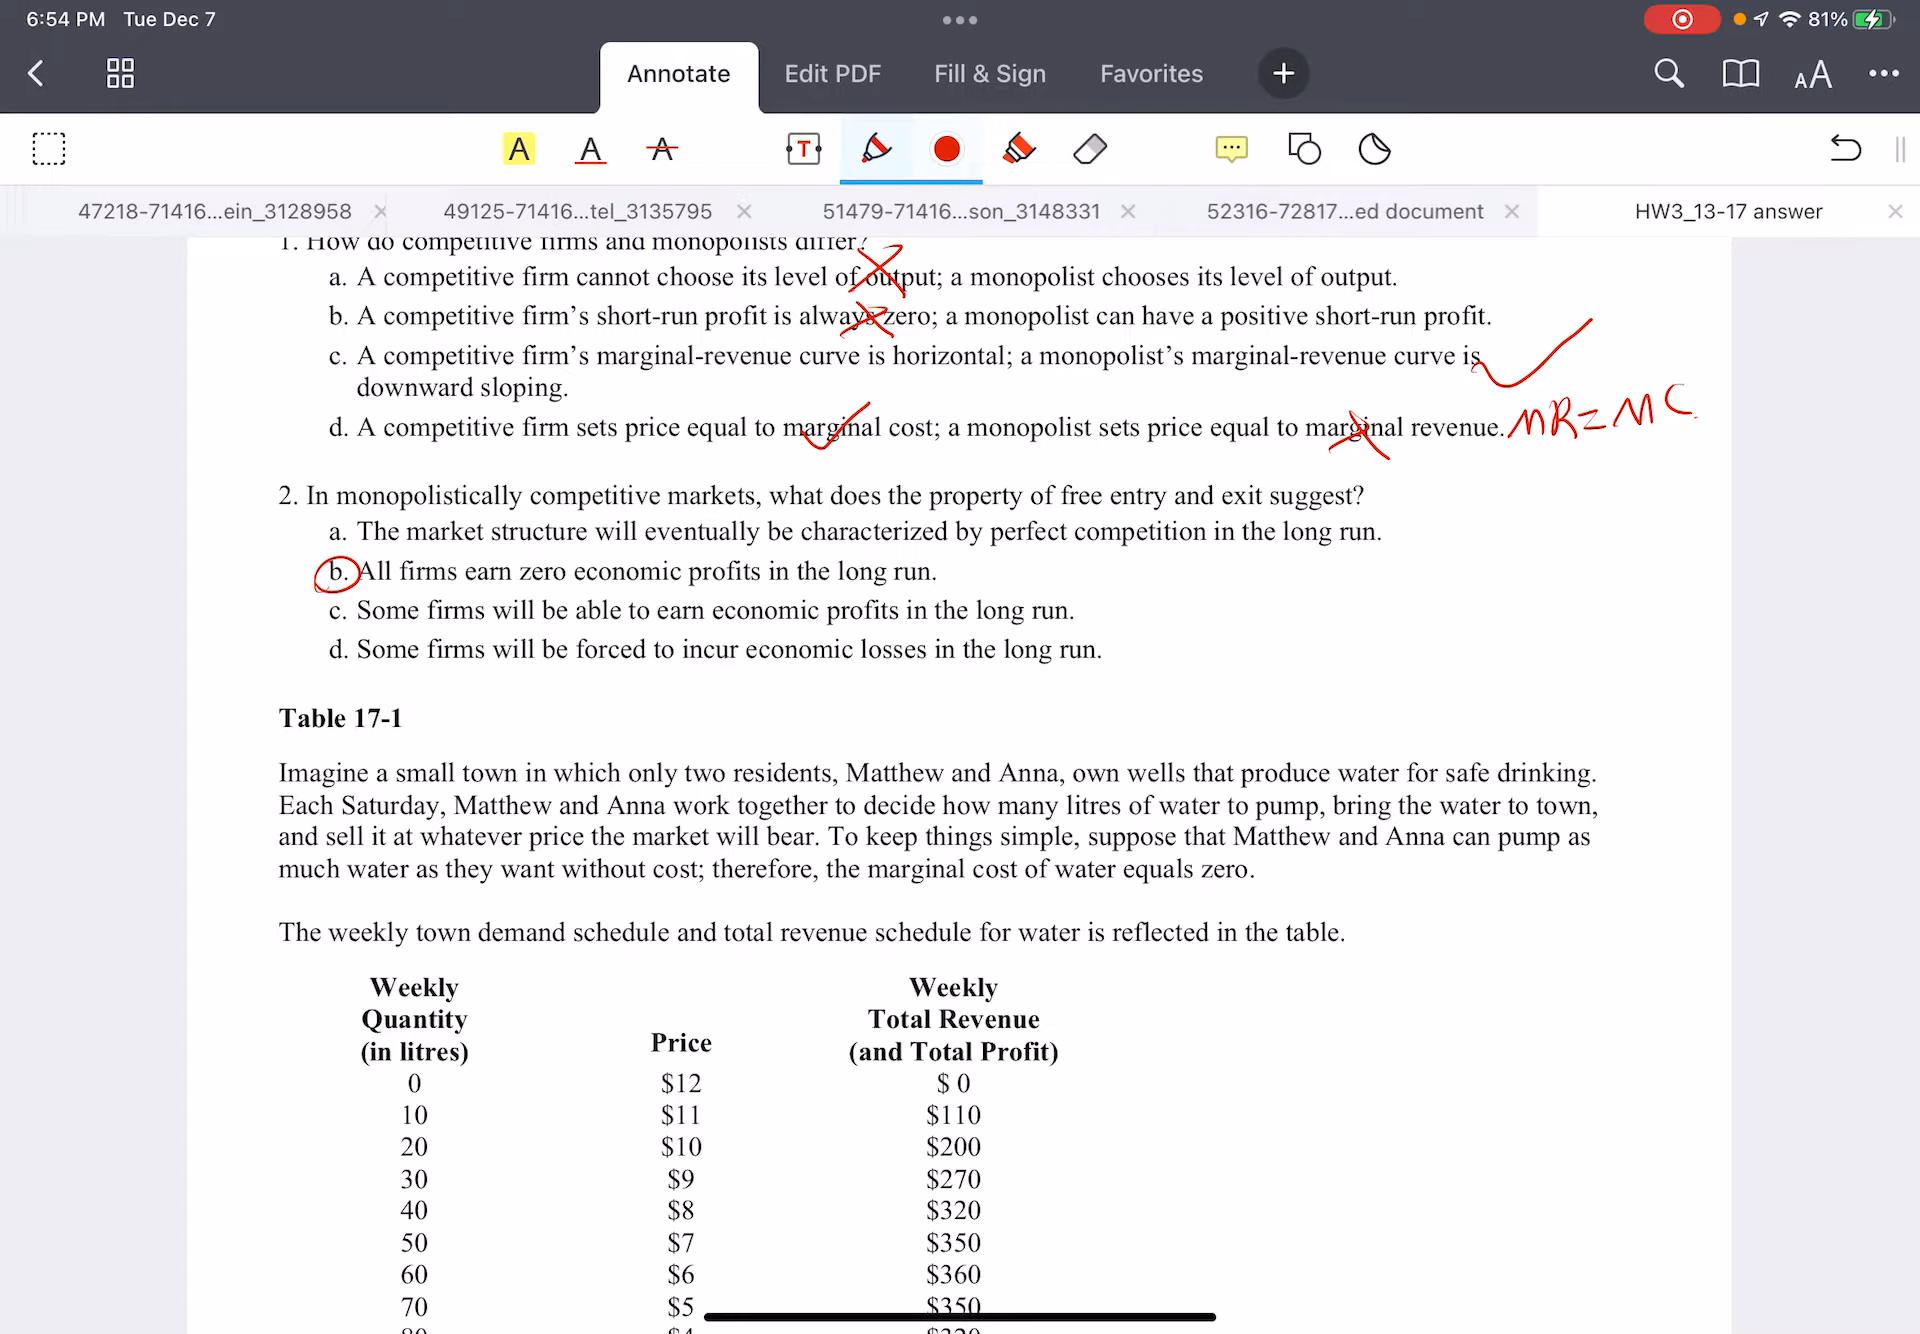 6:54 PM Tue Dec 7
81%
Annotate Edit PDF Fill & Sign Favorites
AA
A A A T
47218-71416...ein_3128958
49125-71416...tel_3135795
51479-71416...son_3148331
52316-72817...ed document
HW3_13-17 answer
1. How do competitive firms and monopolists differ?
a. A competitive firm cannot choose its level of output; a monopolist chooses its level of output.
b. A competitive firm’s short-run profit is always zero; a monopolist can have a positive short-run profit.
c. A competitive firm’s marginal-revenue curve is horizontal; a monopolist’s marginal-revenue curve is
downward sloping.
d. A competitive firm sets price equal to marginal cost; a monopolist sets price equal to marginal revenue. MR=MC
2. In monopolistically competitive markets, what does the property of free entry and exit suggest?
a. The market structure will eventually be characterized by perfect competition in the long run.
b. All firms earn zero economic profits in the long run.
c. Some firms will be able to earn economic profits in the long run.
d. Some firms will be forced to incur economic losses in the long run.
Table 17-1
Imagine a small town in which only two residents, Matthew and Anna, own wells that produce water for safe drinking.
Each Saturday, Matthew and Anna work together to decide how many litres of water to pump, bring the water to town,
and sell it at whatever price the market will bear. To keep things simple, suppose that Matthew and Anna can pump as
much water as they want without cost; therefore, the marginal cost of water equals zero.
The weekly town demand schedule and total revenue schedule for water is reflected in the table.
Weekly Weekly
Quantity Total Revenue
(in litres) Price (and Total Profit)
0 $12 $ 0
10 $11 $110
20 $10 $200
30 $9 $270
40 $8 $320
50 $7 $350
60 $6 $360
70 $5 $350